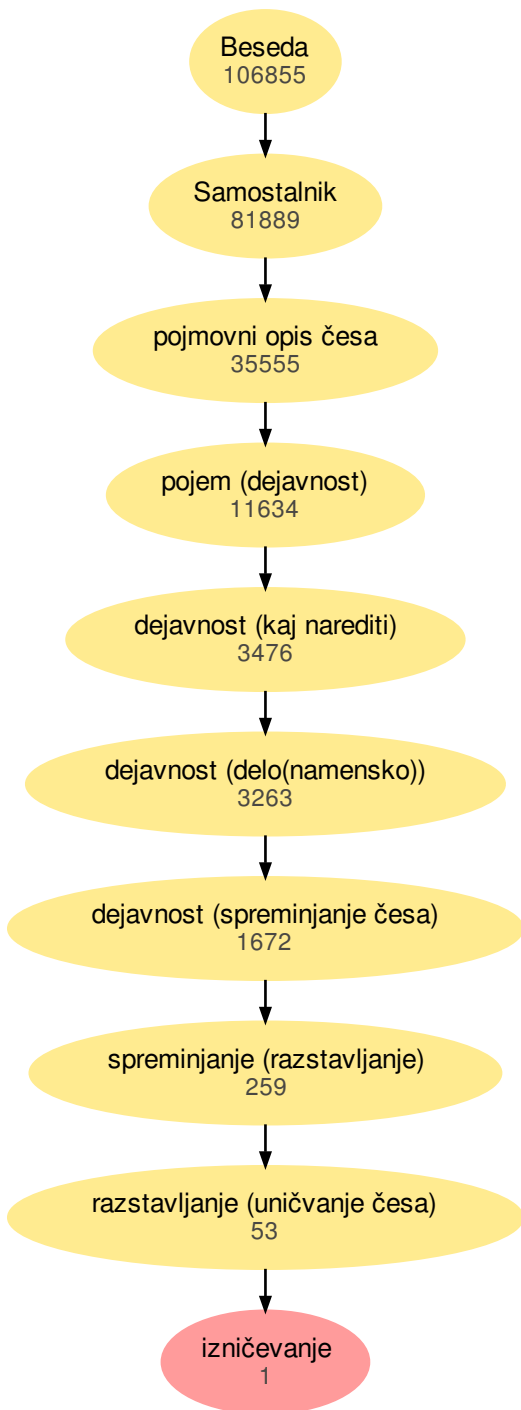 Beseda
106855
Samostalnik
81889
pojmovni opis česa
35555
pojem (dejavnost)
11634
dejavnost (kaj narediti)
3476
dejavnost (delo(namensko))
3263
dejavnost (spreminjanje česa)
1672
spreminjanje (razstavljanje)
259
razstavljanje (uničvanje česa)
53
izničevanje
1